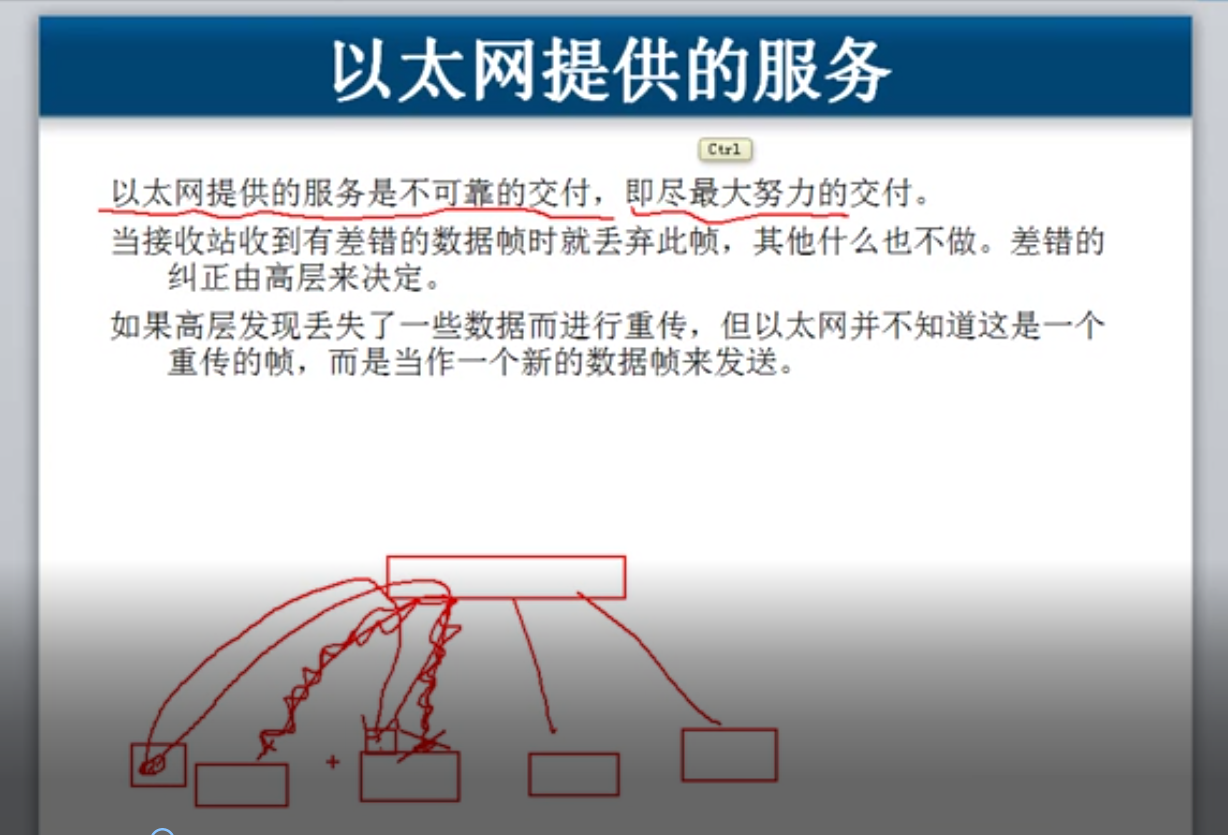 以太网提供的服务
Ctrl
以太网提供的服务是不可靠的交付，即尽最大努力的交付。
当接收站收到有差错的数据帧时就丢弃此帧，其他什么也不做。差错的
纠正由高层来决定。
如果高层发现丢失了一些数据而进行重传，但以太网并不知道这是一个
重传的帧，而是当作一个新的数据帧来发送。